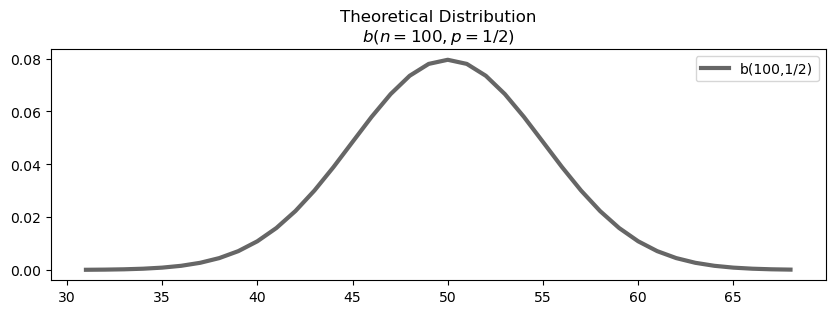 Theoretical Distribution
b(n = 100, p = 1/2)
b(100,1/2)
0.08
0.06
0.04
0.02
0.00
30 35 40 45 50 55 60 65